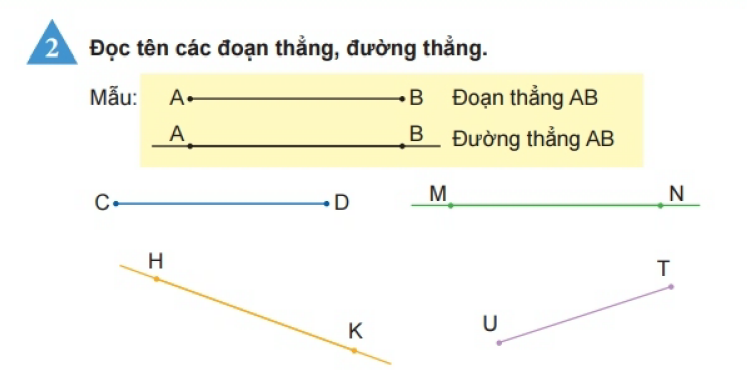 2 Đọc tên các đoạn thẳng, đường thẳng.
Mẫu: A B Đoạn thẳng AB
A B Đường thẳng AB
C D M N
H T
K U